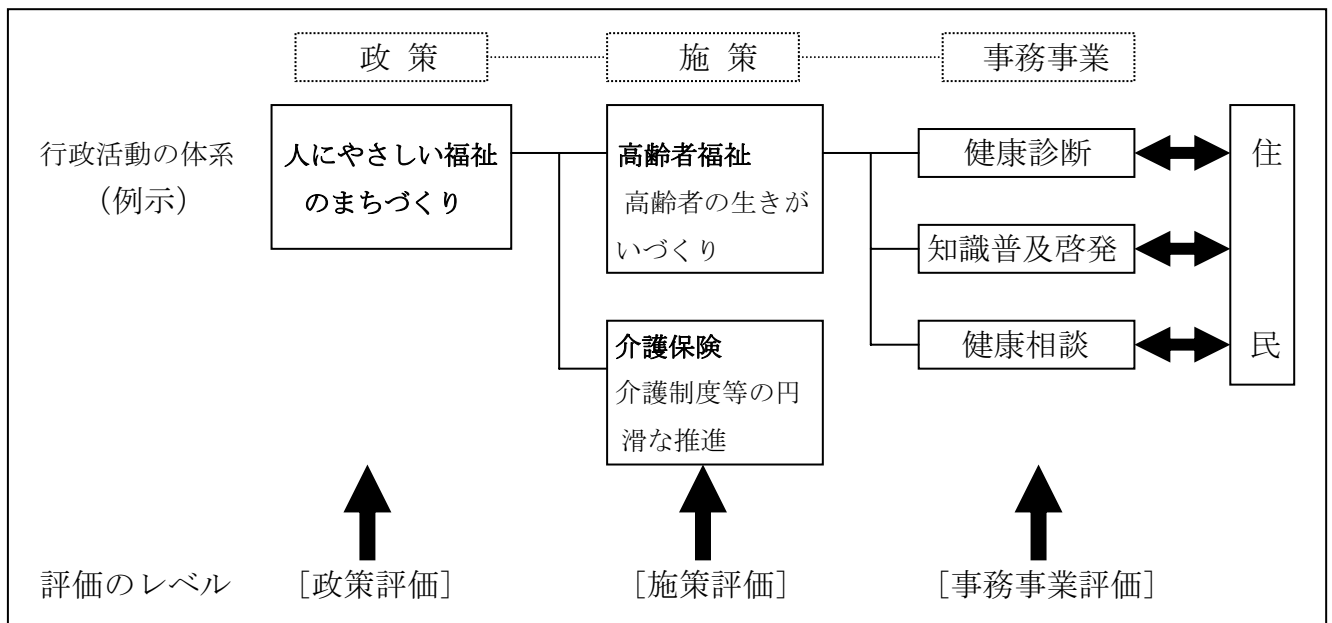 政 策
施 策
事務事業
行政活動の体系
（例示）
人にやさしい福祉
のまちづくり
高齢者福祉
高齢者の生きが
いづくり
介護保険
介護制度等の円
滑な推進
健康診断
知識普及啓発
健康相談
住
民
評価のレベル
［政策評価］
［施策評価］
［事務事業評価］